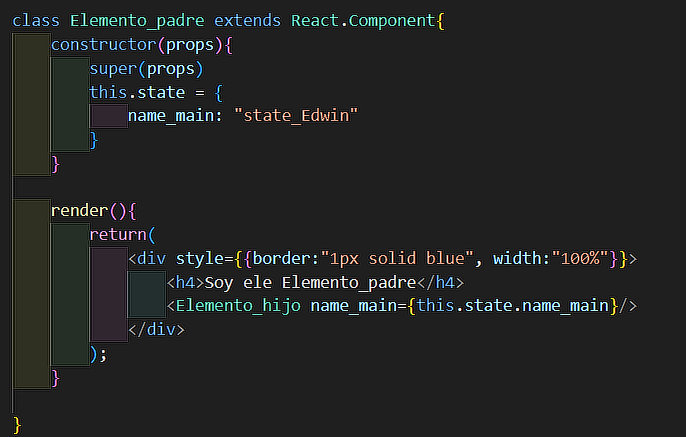 class Elemento_padre extends React.Component{
    constructor(props){
        super(props)
        this.state = {
            name_main: "state_Edwin"
        }
    }

    render(){
        return(
            <div style={{border:"1px solid blue", width:"100%"}}>
                <h4>Soy ele Elemento_padre</h4>
                <Elemento_hijo name_main={this.state.name_main}/>
            </div>
        );
    }

}